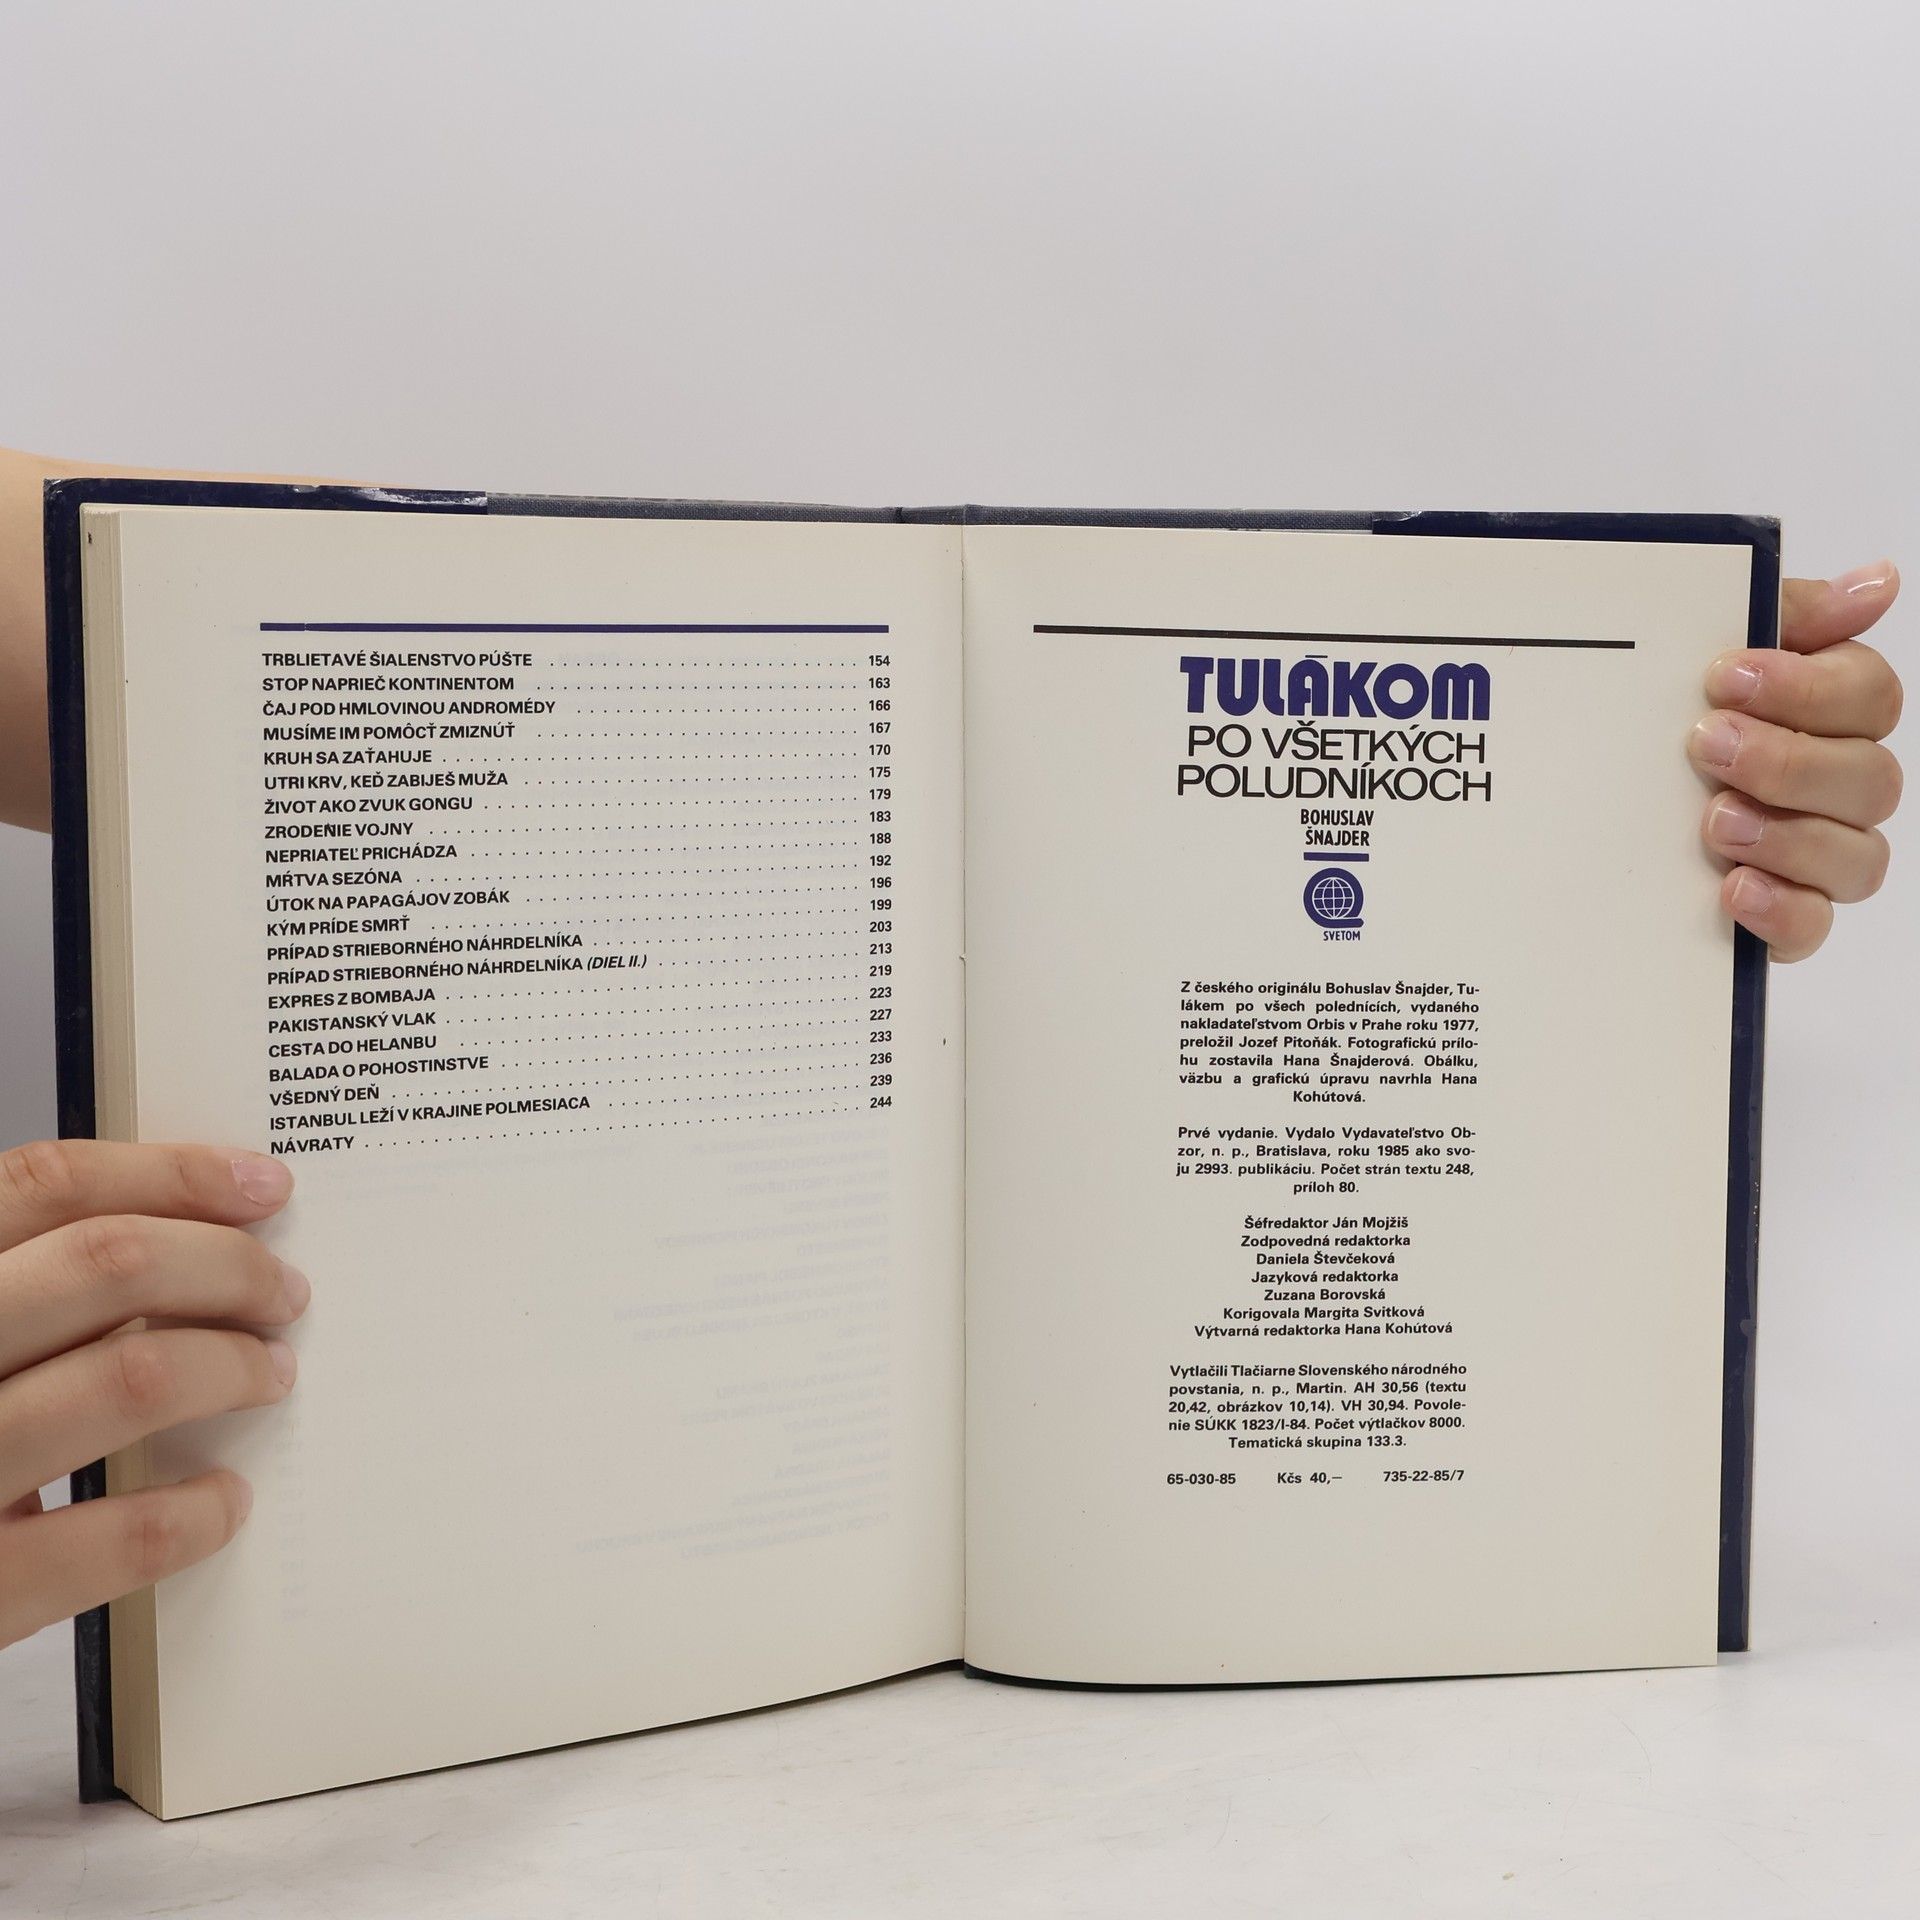 TRBLIETAVÉ ŠIALENSTVO PÚŠTE . . . . . . . . . . . . . . . . . . . . . . . . 154
STOP NAPRIEČ KONTINENTOM . . . . . . . . . . . . . . . . . . . . . . . . 163
ČAJ POD HMLOVINOU ANDROMÉDY . . . . . . . . . . . . . . . . . . . . . . 166
MUSÍME IM POMÔCŤ ZMIZNÚŤ . . . . . . . . . . . . . . . . . . . . . . . . 167
KRUH SA ZAŤAHUJE . . . . . . . . . . . . . . . . . . . . . . . . . . . . . . . 170
UTRI KRV, KEĎ ZABIJEŠ MUŽA . . . . . . . . . . . . . . . . . . . . . . . . . 175
ŽIVOT AKO ZVUK GONGU . . . . . . . . . . . . . . . . . . . . . . . . . . . . 179
ZRODENIE VOJNY . . . . . . . . . . . . . . . . . . . . . . . . . . . . . . . . 183
NEPRIATEĽ PRICHÁDZA . . . . . . . . . . . . . . . . . . . . . . . . . . . . . 188
MŔTVA SEZÓNA . . . . . . . . . . . . . . . . . . . . . . . . . . . . . . . . . 192
ÚTOK NA PAPAGÁJOV ZOBÁK . . . . . . . . . . . . . . . . . . . . . . . . . 196
KÝM PRÍDE SMRŤ . . . . . . . . . . . . . . . . . . . . . . . . . . . . . . . . 199
PRÍPAD STRIEBORNÉHO NÁHRDELNÍKA . . . . . . . . . . . . . . . . . . . . 203
PRÍPAD STRIEBORNÉHO NÁHRDELNÍKA (DIEL II.) . . . . . . . . . . . . . . . 213
EXPRES Z BOMBAJA . . . . . . . . . . . . . . . . . . . . . . . . . . . . . . . 219
PAKISTANSKÝ VLAK . . . . . . . . . . . . . . . . . . . . . . . . . . . . . . . 223
CESTA DO HELANBU . . . . . . . . . . . . . . . . . . . . . . . . . . . . . . 227
BALADA O POHOSTINSTVE . . . . . . . . . . . . . . . . . . . . . . . . . . . 233
VŠEDNÝ DEŇ . . . . . . . . . . . . . . . . . . . . . . . . . . . . . . . . . . . 236
ISTANBUL LEŽÍ V KRAJINE POLMESIACA . . . . . . . . . . . . . . . . . . . 239
NÁVRATY . . . . . . . . . . . . . . . . . . . . . . . . . . . . . . . . . . . . . 244
TULÁKOM
PO VŠETKÝCH
POLUDNÍKOCH
BOHUSLAV
ŠNAJDER
SVETOM
Z českého originálu Bohuslav Šnajder, Tu-
lákem po všech polednících, vydaného
nakladateľstvom Orbis v Prahe roku 1977,
preložil Jozef Pitoňák. Fotografickú prílo-
hu zostavila Hana Šnajderová. Obálku,
väzbu a grafickú úpravu navrhla Hana
Kohútová.
Prvé vydanie. Vydalo Vydavateľstvo Ob-
zor, n. p., Bratislava, roku 1985 ako svo-
ju 2993. publikáciu. Počet strán textu 248,
príloh 80.
Šéfredaktor Ján Mojžiš
Zodpovedná redaktorka
Daniela Števčeková
Jazyková redaktorka
Zuzana Borovská
Korigovala Margita Svitková
Výtvarná redaktorka Hana Kohútová
Vytlačili Tlačiarne Slovenského národného
povstania, n. p., Martin. AH 30,56 (textu
20,42, obrázkov 10,14). VH 30,94. Povole-
nie SÚKK 1823/I-84. Počet výtlačkov 8000.
Tematická skupina 133.3.
65-030-85 Kčs 40,— 735-22-85/7